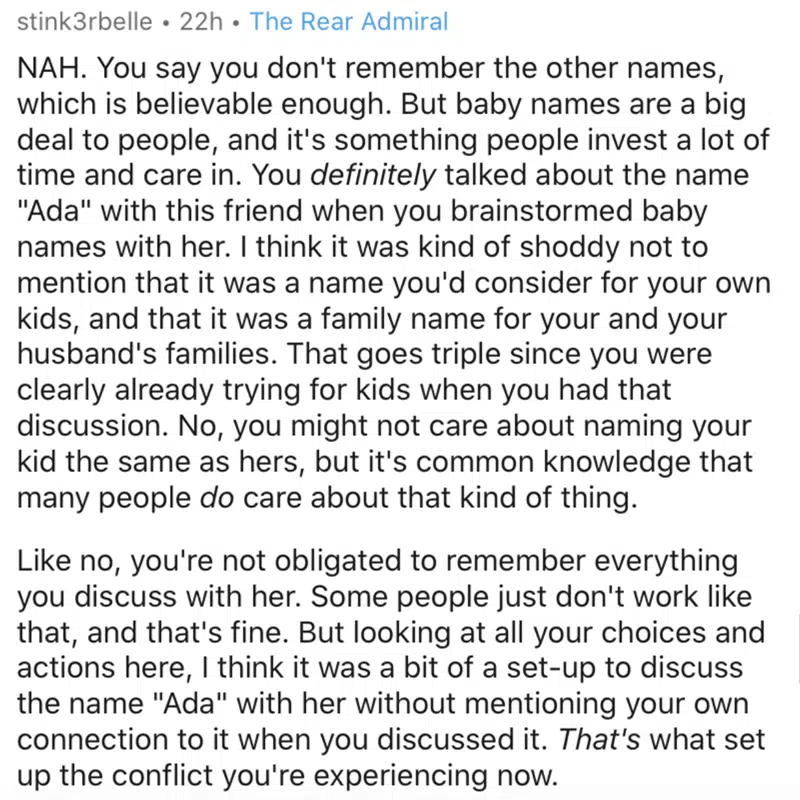 stink3rbelle • 22h • The Rear Admiral
NAH. You say you don't remember the other names,
which is believable enough. But baby names are a big
deal to people, and it's something people invest a lot of
time and care in. You definitely talked about the name
"Ada" with this friend when you brainstormed baby
names with her. I think it was kind of shoddy not to
mention that it was a name you'd consider for your own
kids, and that it was a family name for your and your
husband's families. That goes triple since you were
clearly already trying for kids when you had that
discussion. No, you might not care about naming your
kid the same as hers, but it's common knowledge that
many people do care about that kind of thing.
Like no, you're not obligated to remember everything
you discuss with her. Some people just don't work like
that, and that's fine. But looking at all your choices and
actions here, I think it was a bit of a set-up to discuss
the name "Ada" with her without mentioning your own
connection to it when you discussed it. That's what set
up the conflict you're experiencing now.